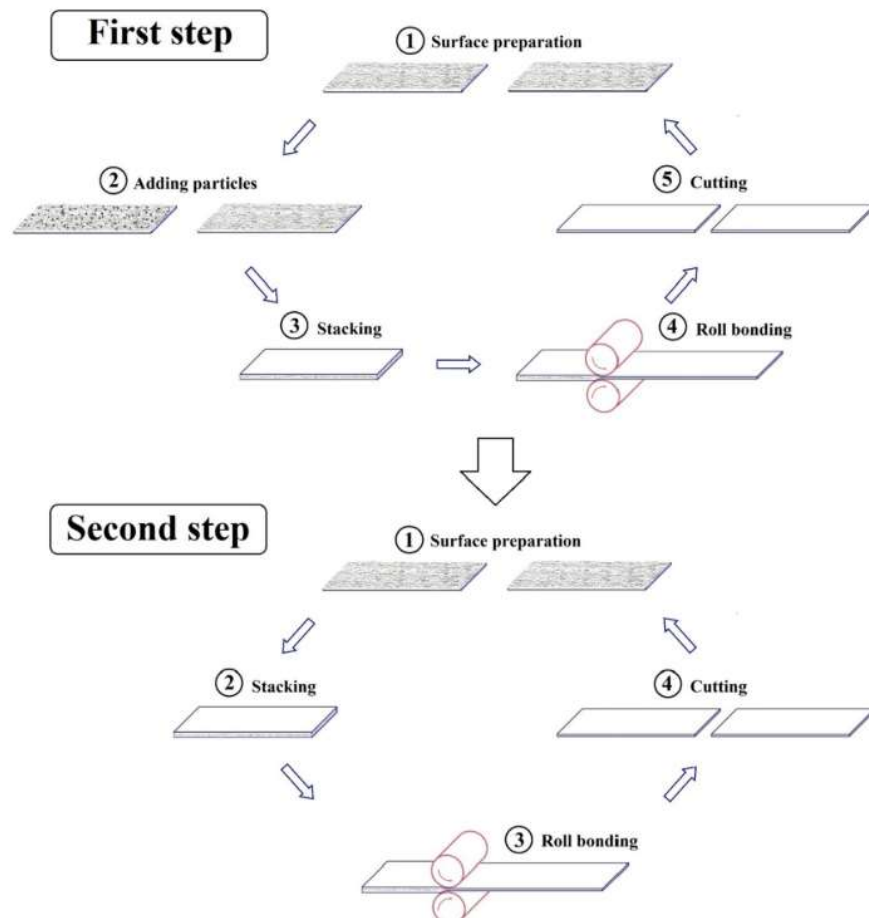 First step
① Surface preparation
② Adding particles
⑤ Cutting
③ Stacking
④ Roll bonding
Second step
① Surface preparation
② Stacking
④ Cutting
③ Roll bonding